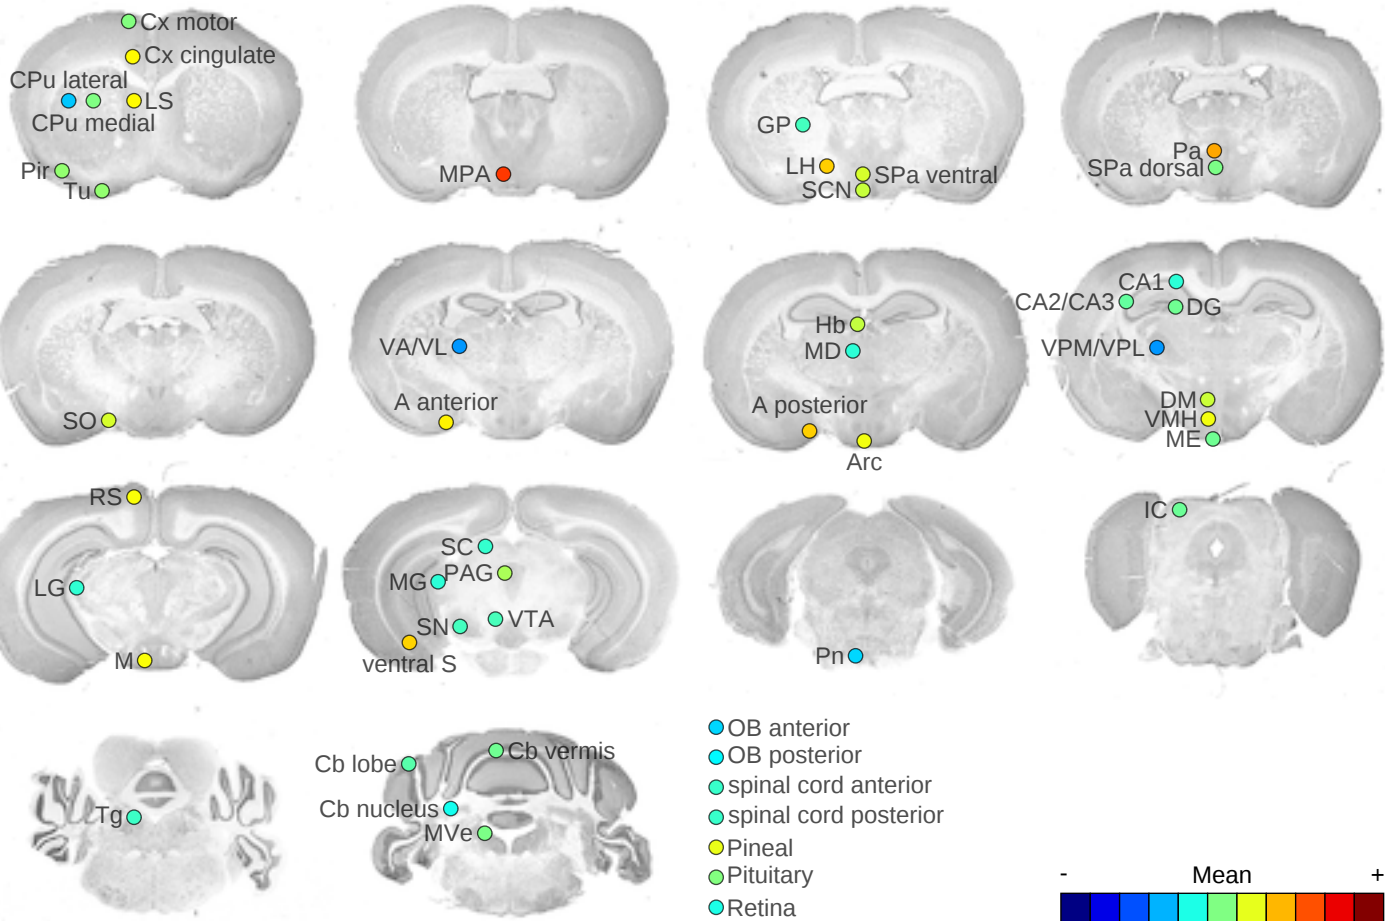 Cx motor
Cx cingulate
CPu lateral
LS
CPu medial
Pir
Tu
MPA
GP
LH
SPa ventral
SCN
Pa
SPa dorsal
SO
VA/VL
A anterior
Hb
MD
A posterior
Arc
CA1
CA2/CA3
DG
VPM/VPL
DM
VMH
ME
RS
LG
M
SC
MG
PAG
SN
VTA
ventral S
Pn
IC
Tg
Cb lobe
Cb vermis
Cb nucleus
MVe
OB anterior
OB posterior
spinal cord anterior
spinal cord posterior
Pineal
Pituitary
Retina
- Mean +